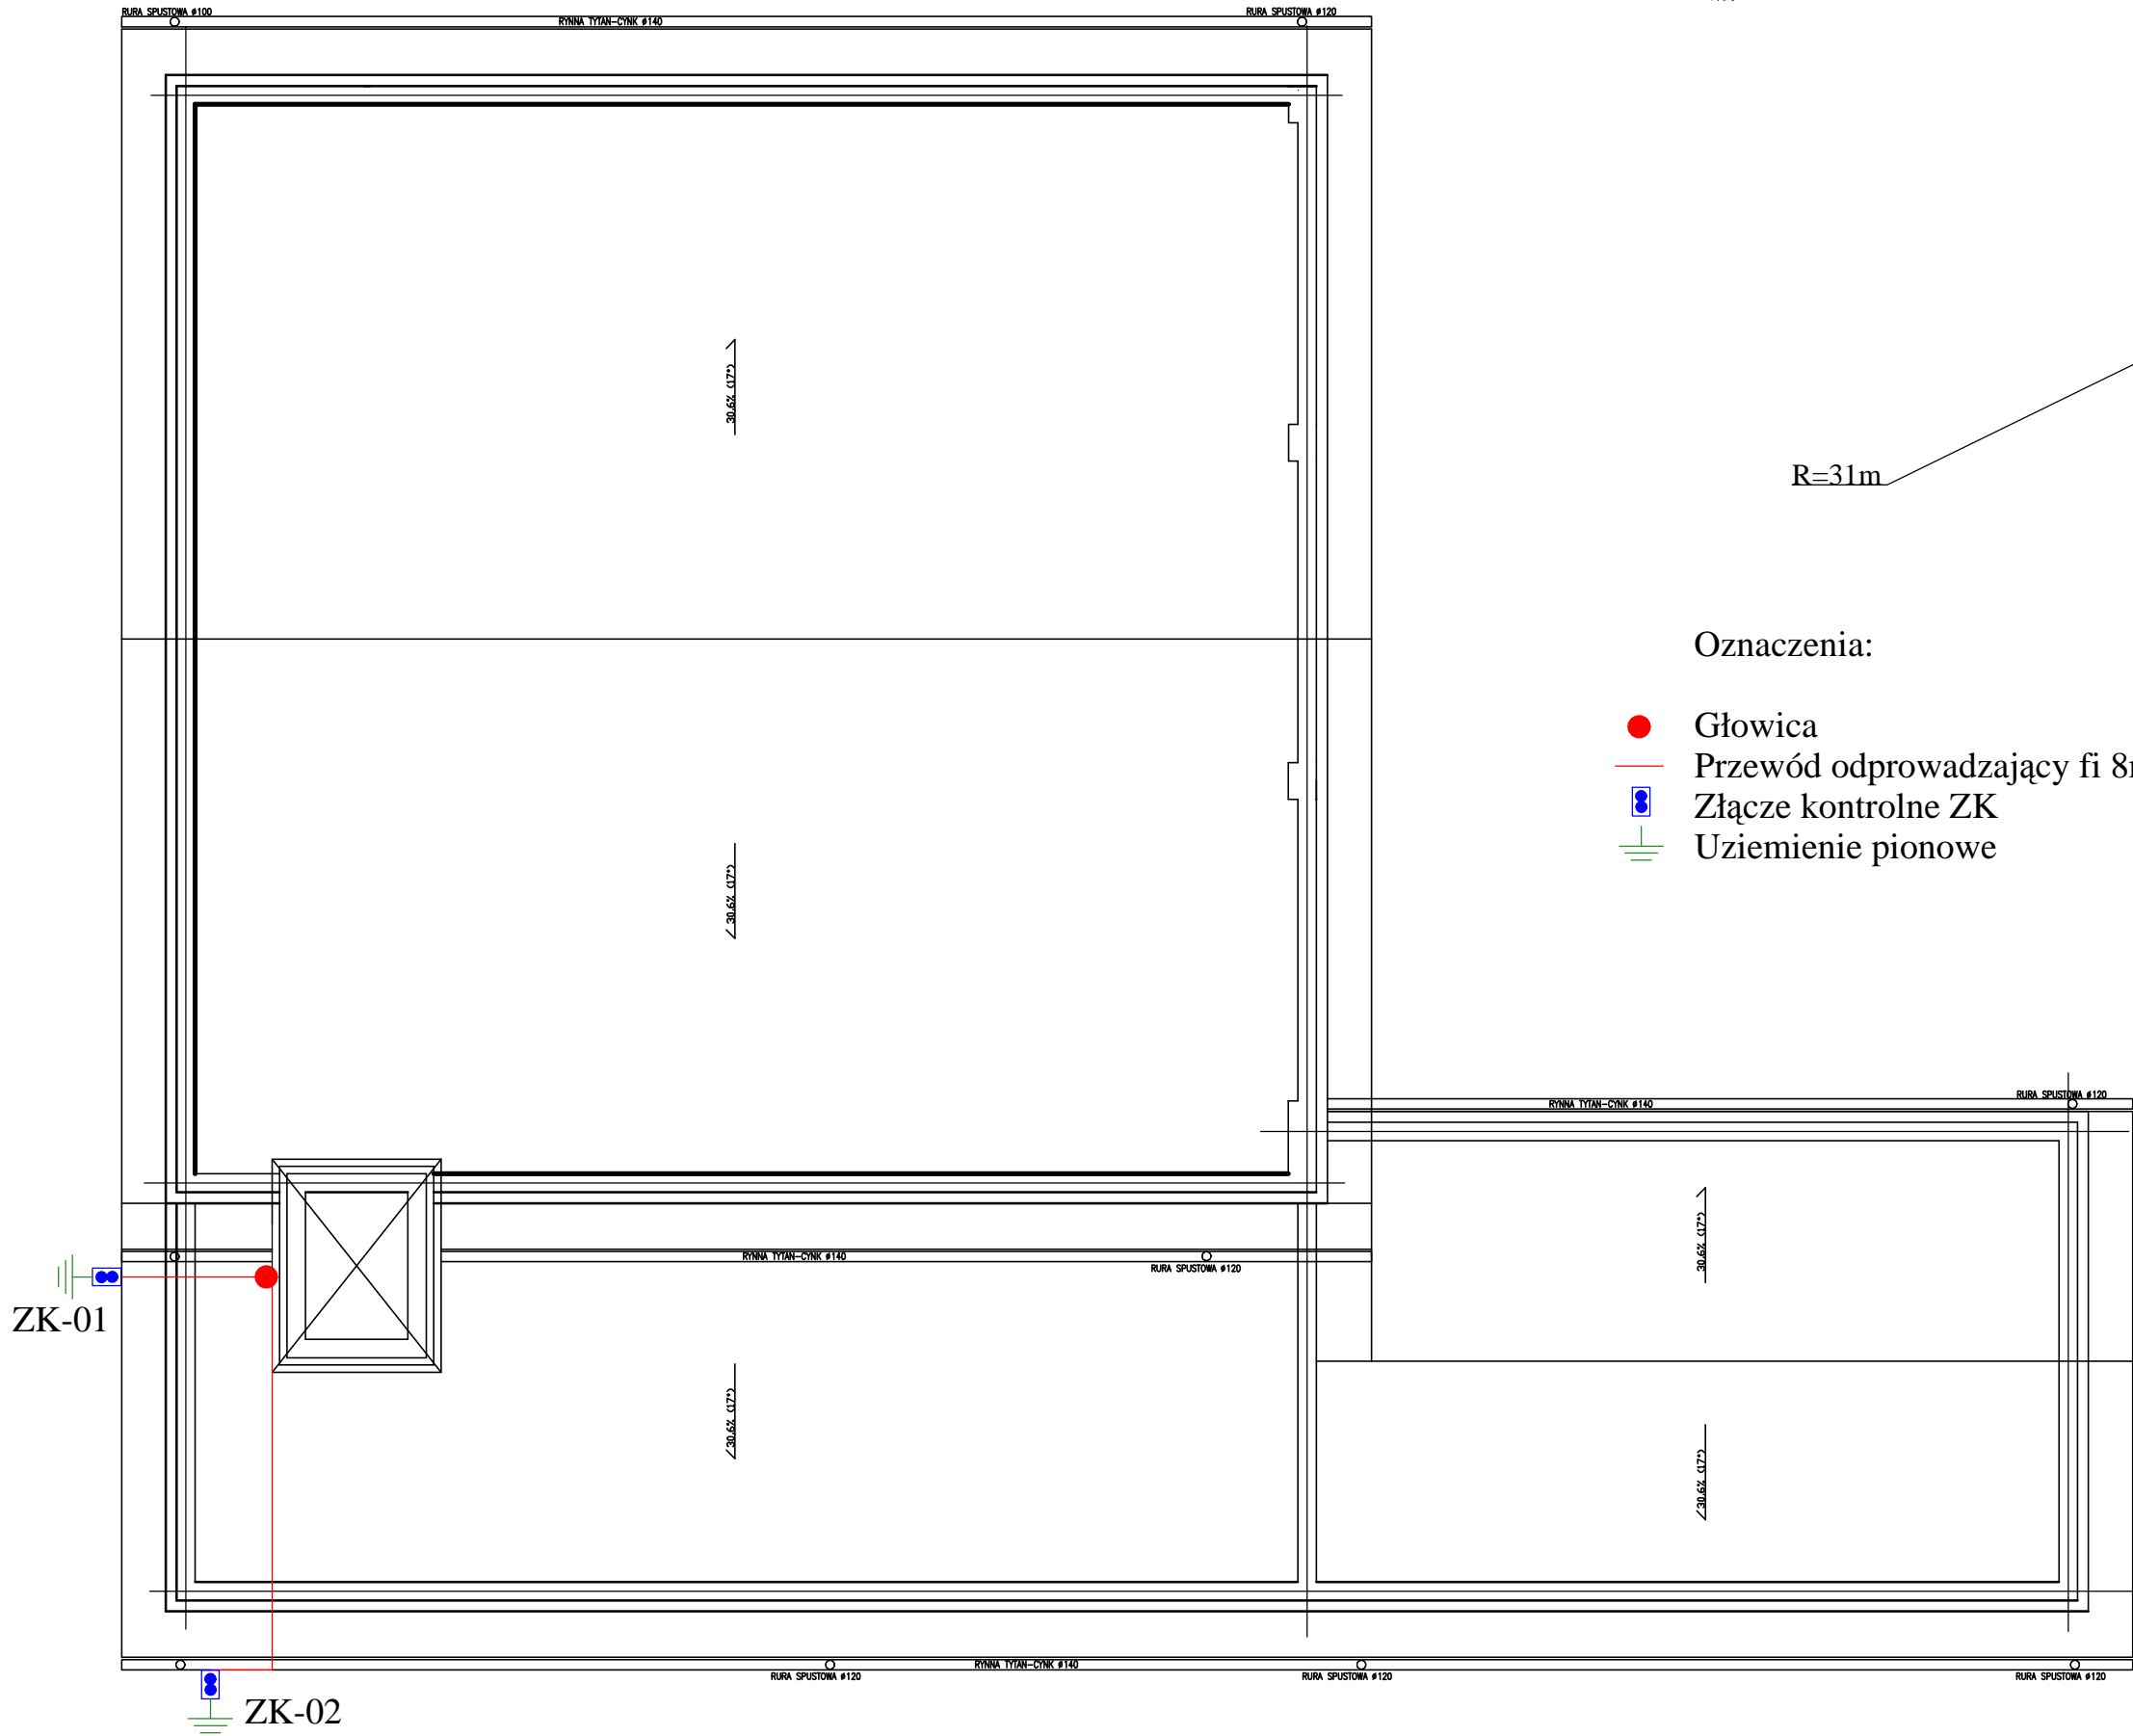 RURA SPUSTOWA ø100
RYNNA TYTAN-CYNK ø140
RURA SPUSTOWA ø120
30.6% (17°)
R=31m
Oznaczenia:
Głowica
Przewód odprowadzający fi 8
Złącze kontrolne ZK
Uziemienie pionowe
30.6% (17°)
RYNNA TYTAN-CYNK ø140
RURA SPUSTOWA ø120
30.6% (17°)
RYNNA TYTAN-CYNK ø140
RURA SPUSTOWA ø120
ZK-01
30.6% (17°)
30.6% (17°)
RYNNA TYTAN-CYNK ø140
RURA SPUSTOWA ø120
RURA SPUSTOWA ø120
RURA SPUSTOWA ø120
ZK-02